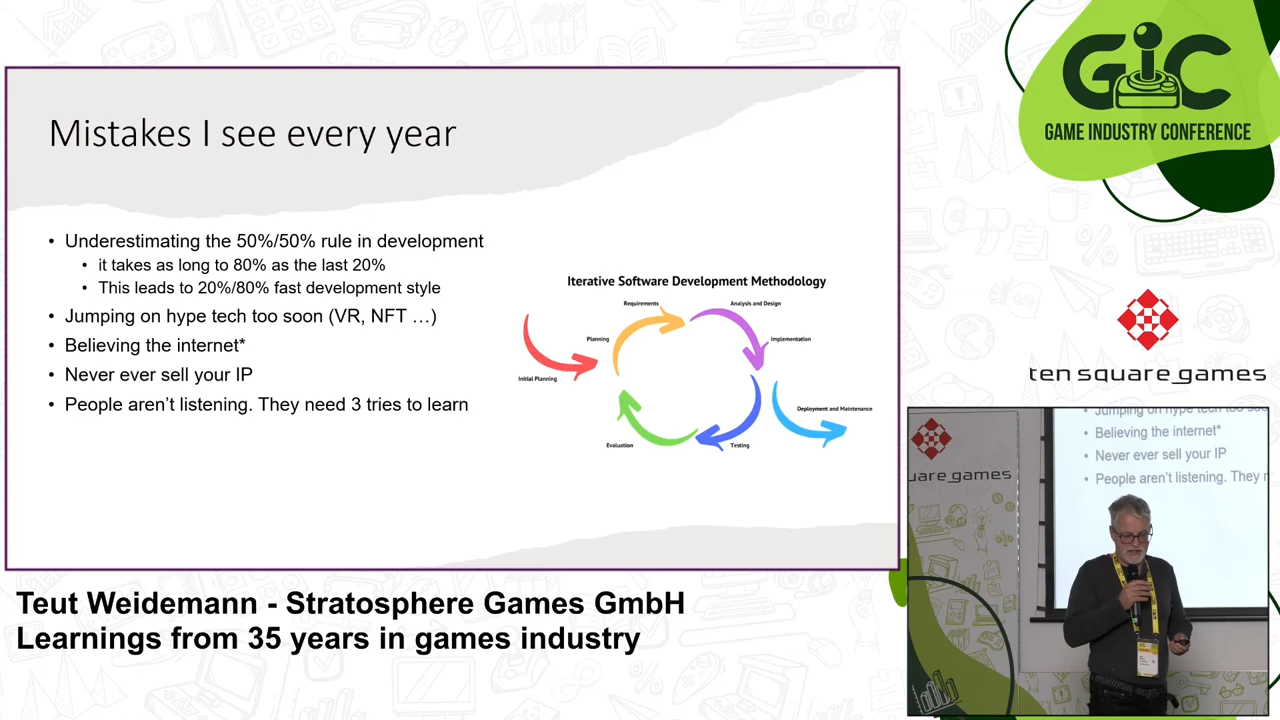 Mistakes I see every year
• Underestimating the 50%/50% rule in development
• it takes as long to 80% as the last 20%
• This leads to 20%/80% fast development style
• Jumping on hype tech too soon (VR, NFT …)
• Believing the internet*
• Never ever sell your IP
• People aren’t listening. They need 3 tries to learn
Iterative Software Development Methodology
Requirements
Analysis and Design
Planning
Implementation
Initial Planning
Deployment and Maintenance
Evaluation
Testing
GIC
GAME INDUSTRY CONFERENCE
ten square_games
Jumping on hype tech too soo
• Believing the internet*
• Never ever sell your IP
• People aren’t listening. They r
uare_games
Teut Weidemann - Stratosphere Games GmbH
Learnings from 35 years in games industry